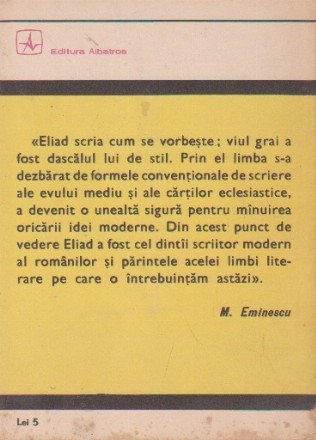 Editura Albatros
«Eliad scria cum se vorbește; viul grai a
fost dascălul lui de stil. Prin el limba s-a
dezbărat de formele convenționale de scriere
ale evului mediu și ale cărților eclesiastice,
a devenit o unealtă sigură pentru mînuirea
oricării idei moderne. Din acest punct de
vedere Eliad a fost cel dintîi scriitor modern
al românilor și părintele acelei limbi lite-
rare pe care o întrebuințăm astăzi».
M. Eminescu
Lei 5